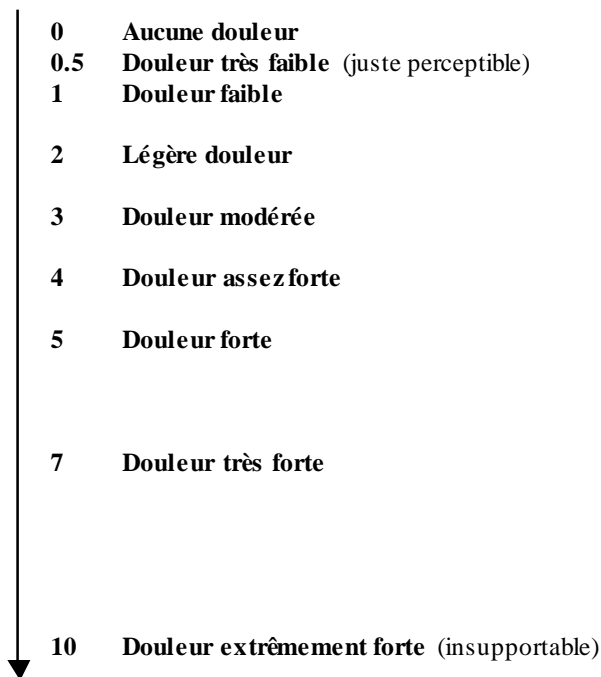 0 Aucune douleur
0.5 Douleur très faible (juste perceptible)
1 Douleur faible
2 Légère douleur
3 Douleur modérée
4 Douleur assez forte
5 Douleur forte
7 Douleur très forte
10 Douleur extrêmement forte (insupportable)